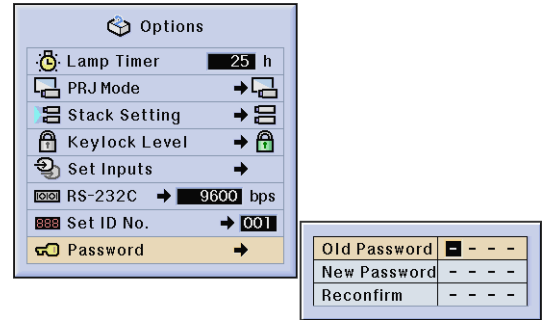 Options
Lamp Timer 25 h
PRJ Mode
Stack Setting
Keylock Level
Set Inputs
RS-232C 9600 bps
888 Set ID No. 001
Password
Old Password - - - -
New Password - - - -
Reconfirm - - - -